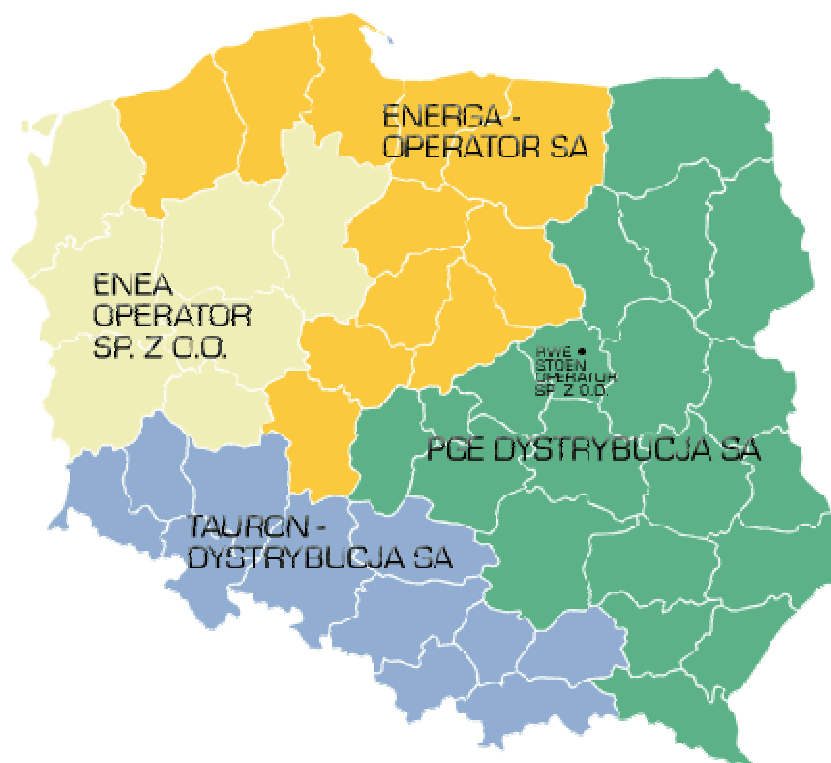 ENERGA -
OPERATOR SA
ENEA
OPERATOR
SP. Z O.O.
RWE
STOEN
OPERATOR
SP. Z O.O.
PGE DYSTRYBUCJA SA
TAURON -
DYSTRYBUCJA SA